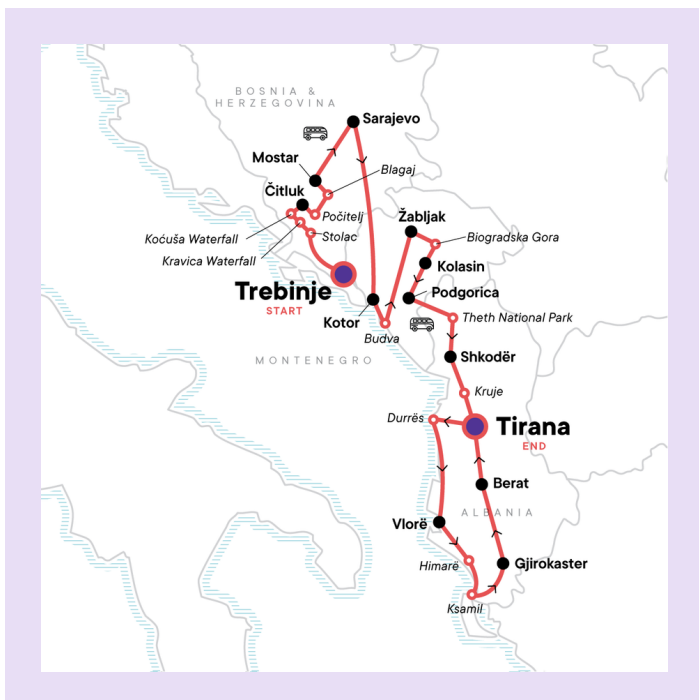 BOSNIA &
HERZEGOVINA
Sarajevo
Mostar
Blagaj
Čitluk
Počitelj
Žabljak
Koćuša Waterfall
Stolac
Biogradska Gora
Kravica Waterfall
Kolasin
Trebinje
START
Podgorica
Kotor
Theth National Park
Budva
MONTENEGRO
Shkodër
Kruje
Durrës
Tirana
END
Berat
ALBANIA
Vlorë
Himarë
Gjirokaster
Ksamil